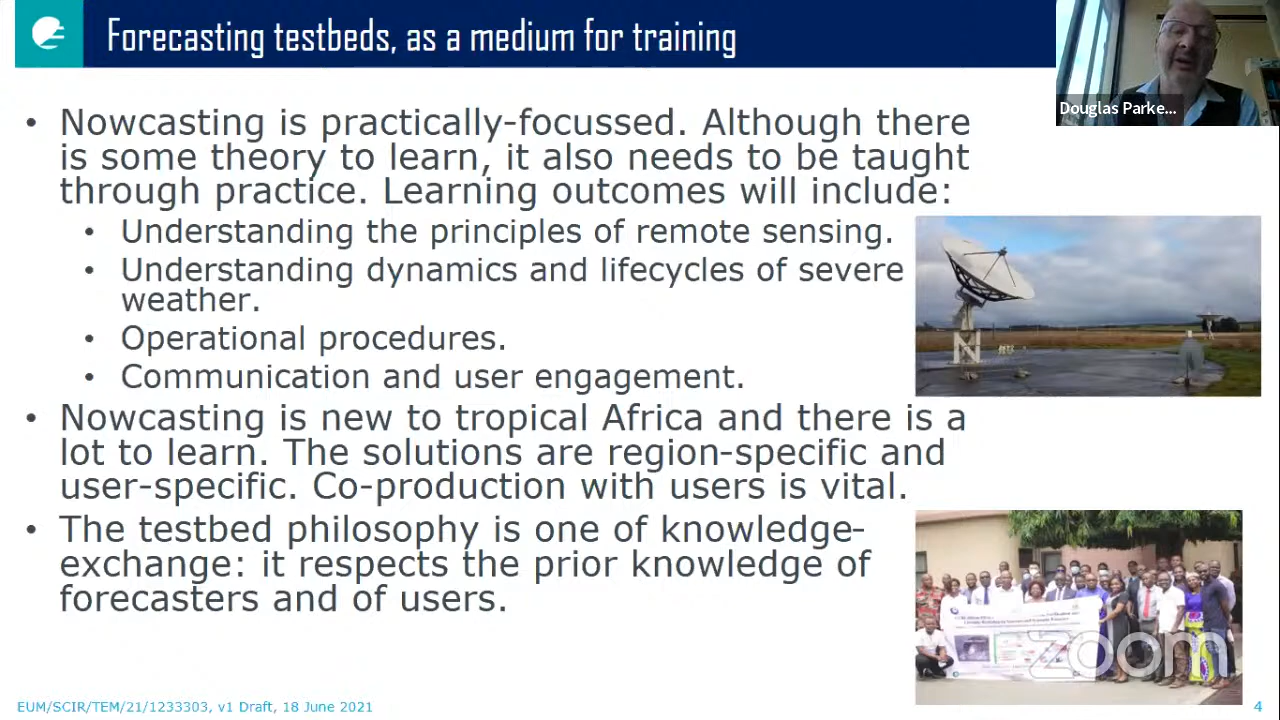 Forecasting testbeds, as a medium for training
Douglas Parke...
• Nowcasting is practically-focussed. Although there
is some theory to learn, it also needs to be taught
through practice. Learning outcomes will include:
• Understanding the principles of remote sensing.
• Understanding dynamics and lifecycles of severe
weather.
• Operational procedures.
• Communication and user engagement.
• Nowcasting is new to tropical Africa and there is a
lot to learn. The solutions are region-specific and
user-specific. Co-production with users is vital.
• The testbed philosophy is one of knowledge-
exchange: it respects the prior knowledge of
forecasters and of users.
zoom
EUM/SCIR/TEM/21/1233303, v1 Draft, 18 June 2021
4